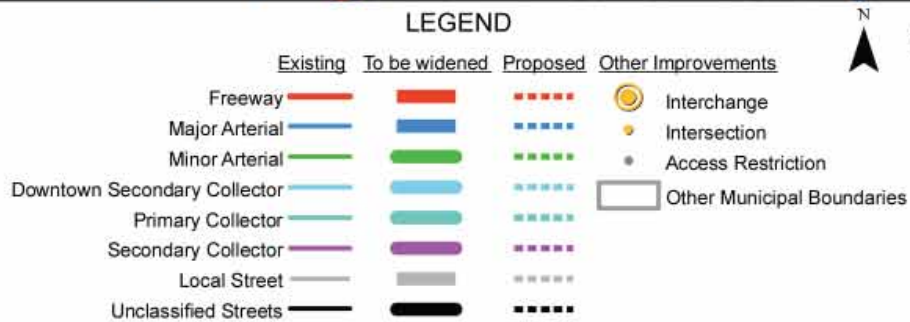 LEGEND
N
Existing To be widened Proposed Other Improvements
Freeway Interchange
Major Arterial Intersection
Minor Arterial Access Restriction
Downtown Secondary Collector Other Municipal Boundaries
Primary Collector
Secondary Collector
Local Street
Unclassified Streets